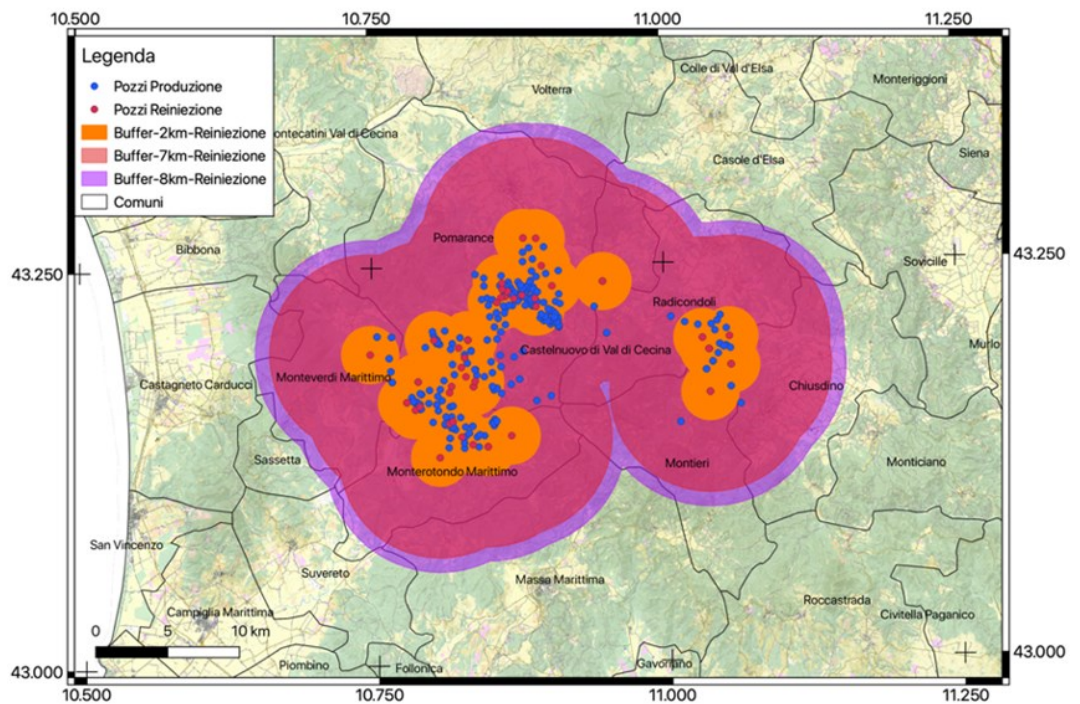 10.500 10.750 11.000 11.250
Legenda
Pozzi Produzione
Pozzi Reiniezione
Buffer-2km-Reiniezione
Buffer-7km-Reiniezione
Buffer-8km-Reiniezione
Comuni
Colle di Val d'Elsa
Monteriggioni
Volterra
ontecatini Val di Cecina
Casole d'Elsa
Siena
Pomarance
Bibbona
43.250
43.250
Sovicille
Radicondoli
Murlo
Castelnuovo di Val di Cecina
Monteverdi Marittimo
Castagneto Carducci
Chiusdino
Sassetta
Monterotondo Marittimo
Montieri
Monticiano
San Vincenzo
Suvereto
Massa Marittima
Roccastrada
Campiglia Marittima
Civitella Paganico
0 5 10 km
Piombino
Follonica
Gavorrano
43.000
43.000
10.500 10.750 11.000 11.250